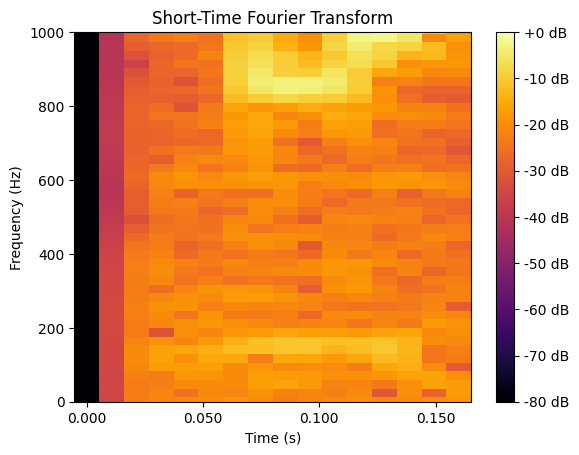 Short-Time Fourier Transform
1000
800
600
400
200
0
Frequency (Hz)
0.000
0.050
0.100
0.150
Time (s)
+0 dB
-10 dB
-20 dB
-30 dB
-40 dB
-50 dB
-60 dB
-70 dB
-80 dB